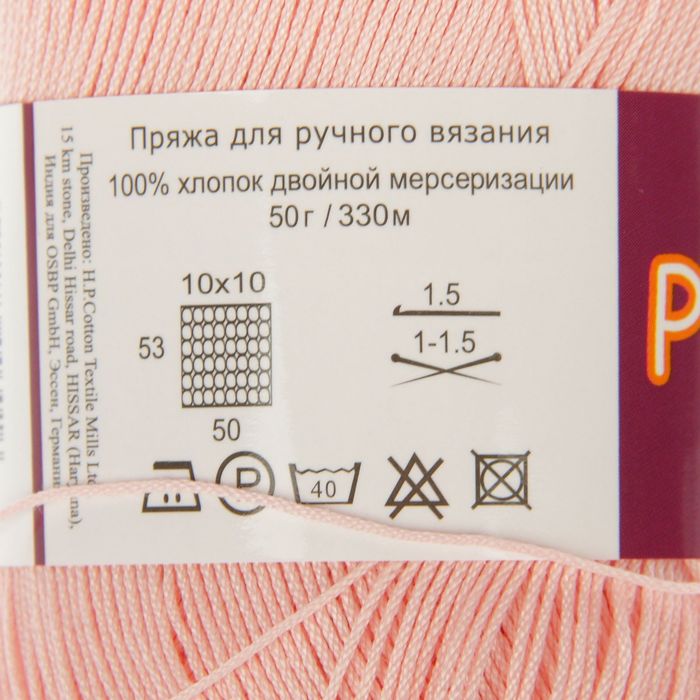 Пряжа для ручного вязания
100% хлопок двойной мерсеризации
50г / 330м
10x10
53
50
1.5
1-1.5
P
40
P
Произведено: H.P.Cotton Textile Mills Ltd
15 km stone, Delhi Hissar road, HISSAR
Индия для OSBP GmbH, Эссен,